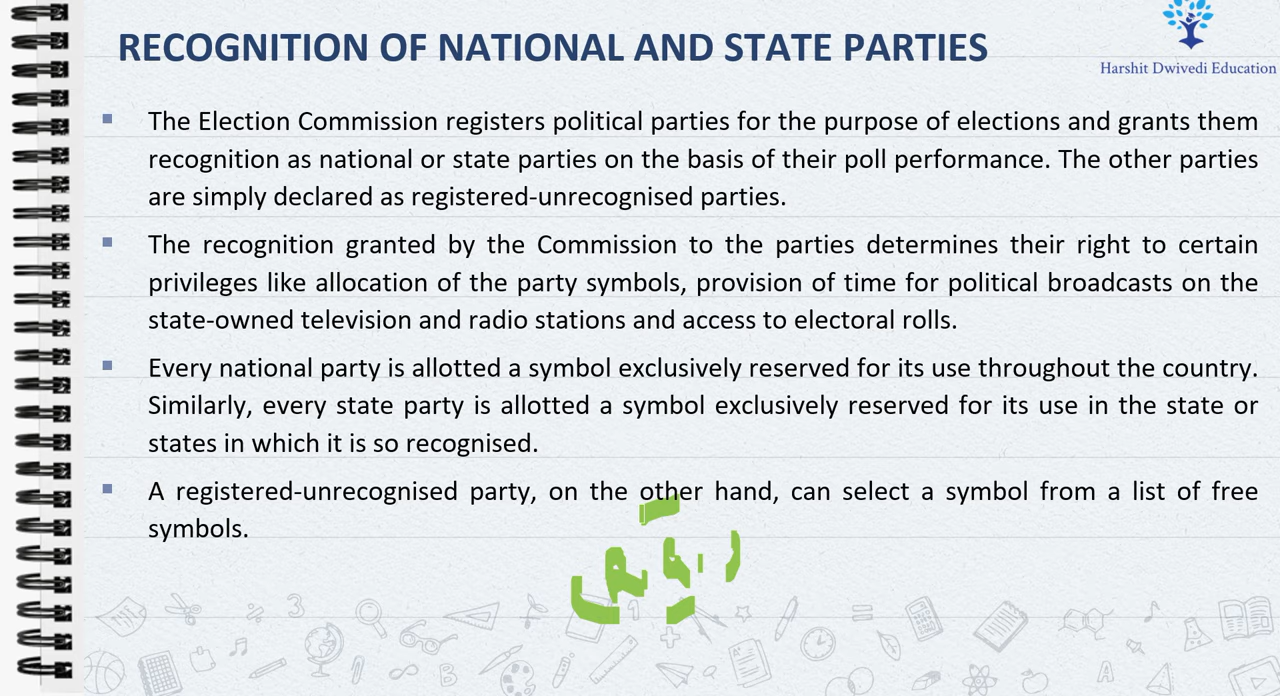 RECOGNITION OF NATIONAL AND STATE PARTIES
Harshit Dwivedi Education
The Election Commission registers political parties for the purpose of elections and grants them
recognition as national or state parties on the basis of their poll performance. The other parties
are simply declared as registered-unrecognised parties.
The recognition granted by the Commission to the parties determines their right to certain
privileges like allocation of the party symbols, provision of time for political broadcasts on the
state-owned television and radio stations and access to electoral rolls.
Every national party is allotted a symbol exclusively reserved for its use throughout the country.
Similarly, every state party is allotted a symbol exclusively reserved for its use in the state or
states in which it is so recognised.
A registered-unrecognised party, on the other hand, can select a symbol from a list of free
symbols.